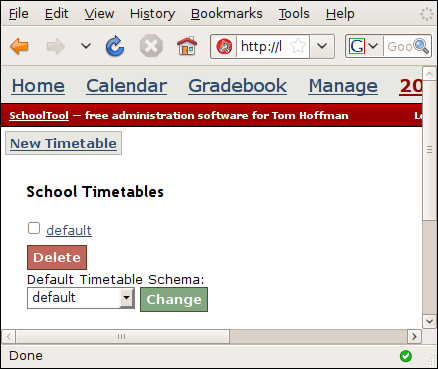 File Edit View History Bookmarks Tools Help
http://l G Goo
Home Calendar Gradebook Manage 20
SchoolTool — free administration software for Tom Hoffman
New Timetable
School Timetables
default
Delete
Default Timetable Schema:
default Change
Done